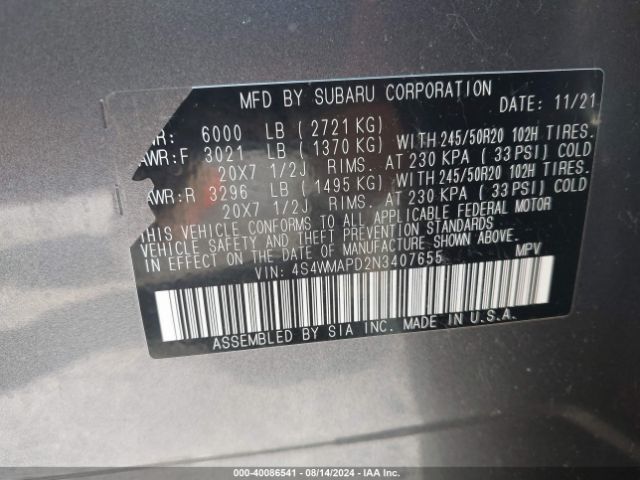 MFD BY SUBARU CORPORATION
DATE: 11/21
WR: 6000 LB (2721 KG)
AWR:F 3021 LB (1370 KG) WITH 245/50R20 102H TIRES.
20X7 1/2J RIMS. AT 230 KPA (33 PSI) COLD
AWR:R 3296 LB (1495 KG) WITH 245/50R20 102H TIRES.
20X7 1/2J RIMS. AT 230 KPA (33 PSI) COLD
THIS VEHICLE CONFORMS TO ALL APPLICABLE FEDERAL MOTOR
VEHICLE SAFETY AND THEFT PREVENTION STANDARDS
IN EFFECT ON THE DATE OF MANUFACTURE SHOWN ABOVE.
VIN: 4S4WMAPD2N3407655 MPV
ASSEMBLED BY SIA INC. MADE IN U.S.A.
000-40086541 - 08/14/2024 - IAA Inc.